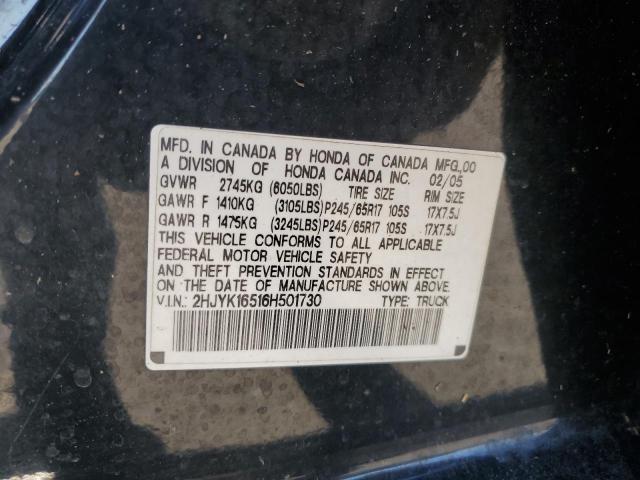 MFD. IN CANADA BY HONDA OF CANADA MFG.,00
A DIVISION OF HONDA CANADA INC. 02/05
GVWR 2745KG (6050LBS) TIRE SIZE RIM SIZE
GAWR F 1410KG (3105LBS)P245/65R17 105S 17X7.5J
GAWR R 1475KG (3245LBS)P245/65R17 105S 17X7.5J
THIS VEHICLE CONFORMS TO ALL APPLICABLE
FEDERAL MOTOR VEHICLE SAFETY
AND THEFT PREVENTION STANDARDS IN EFFECT
ON THE DATE OF MANUFACTURE SHOWN ABOVE.
V.I.N.: 2HJYK16516H501730 TYPE: TRUCK